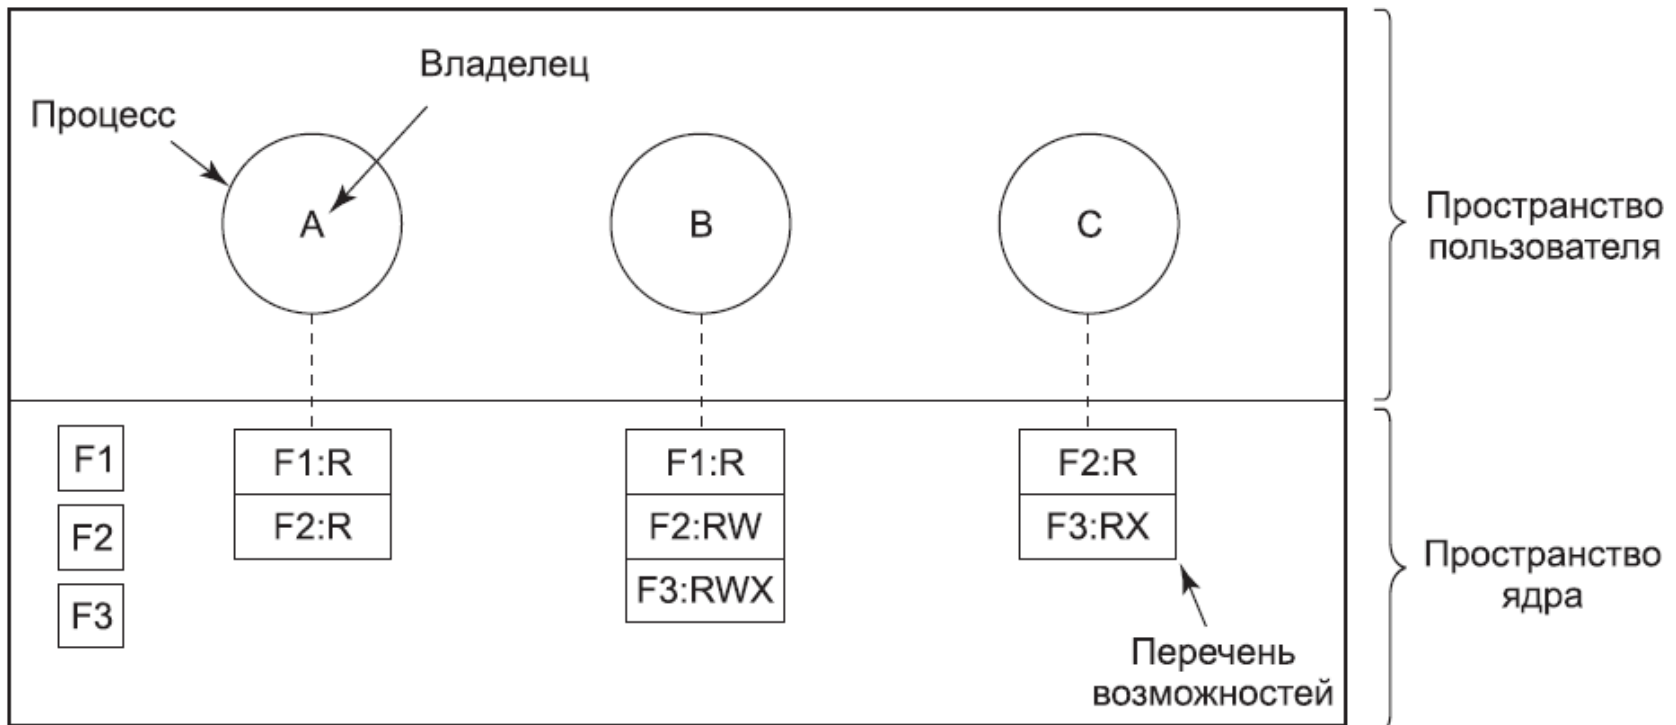 Владелец
Процесс
A
B
C
Пространство
пользователя
F1
F2
F3
F1:R
F2:R
F1:R
F2:RW
F3:RWX
F2:R
F3:RX
Перечень
возможностей
Пространство
ядра